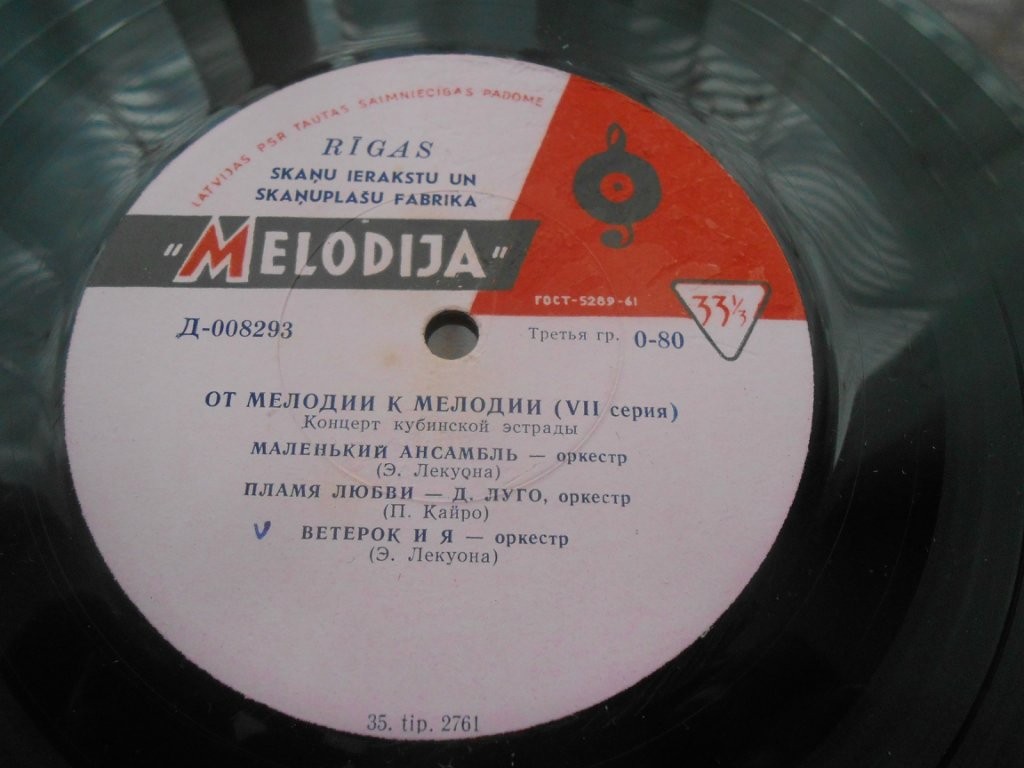 LATVIJAS PSR TAUTAS SAIMNIECĪBAS PADOME
RĪGAS
SKAŅU IERAKSTU UN
SKAŅUPLAŠU FABRIKA
"MELODIJA"
ГОСТ-5289-61
33⅓
Д-008293
Третья гр. 0-80
ОТ МЕЛОДИИ К МЕЛОДИИ (VII серия)
Концерт кубинской эстрады
МАЛЕНЬКИЙ АНСАМБЛЬ — оркестр
(Э. Лекуона)
ПЛАМЯ ЛЮБВИ — Д. ЛУГО, оркестр
(П. Кайро)
ВЕТЕРОК И Я — оркестр
(Э. Лекуона)
35. tip. 2761